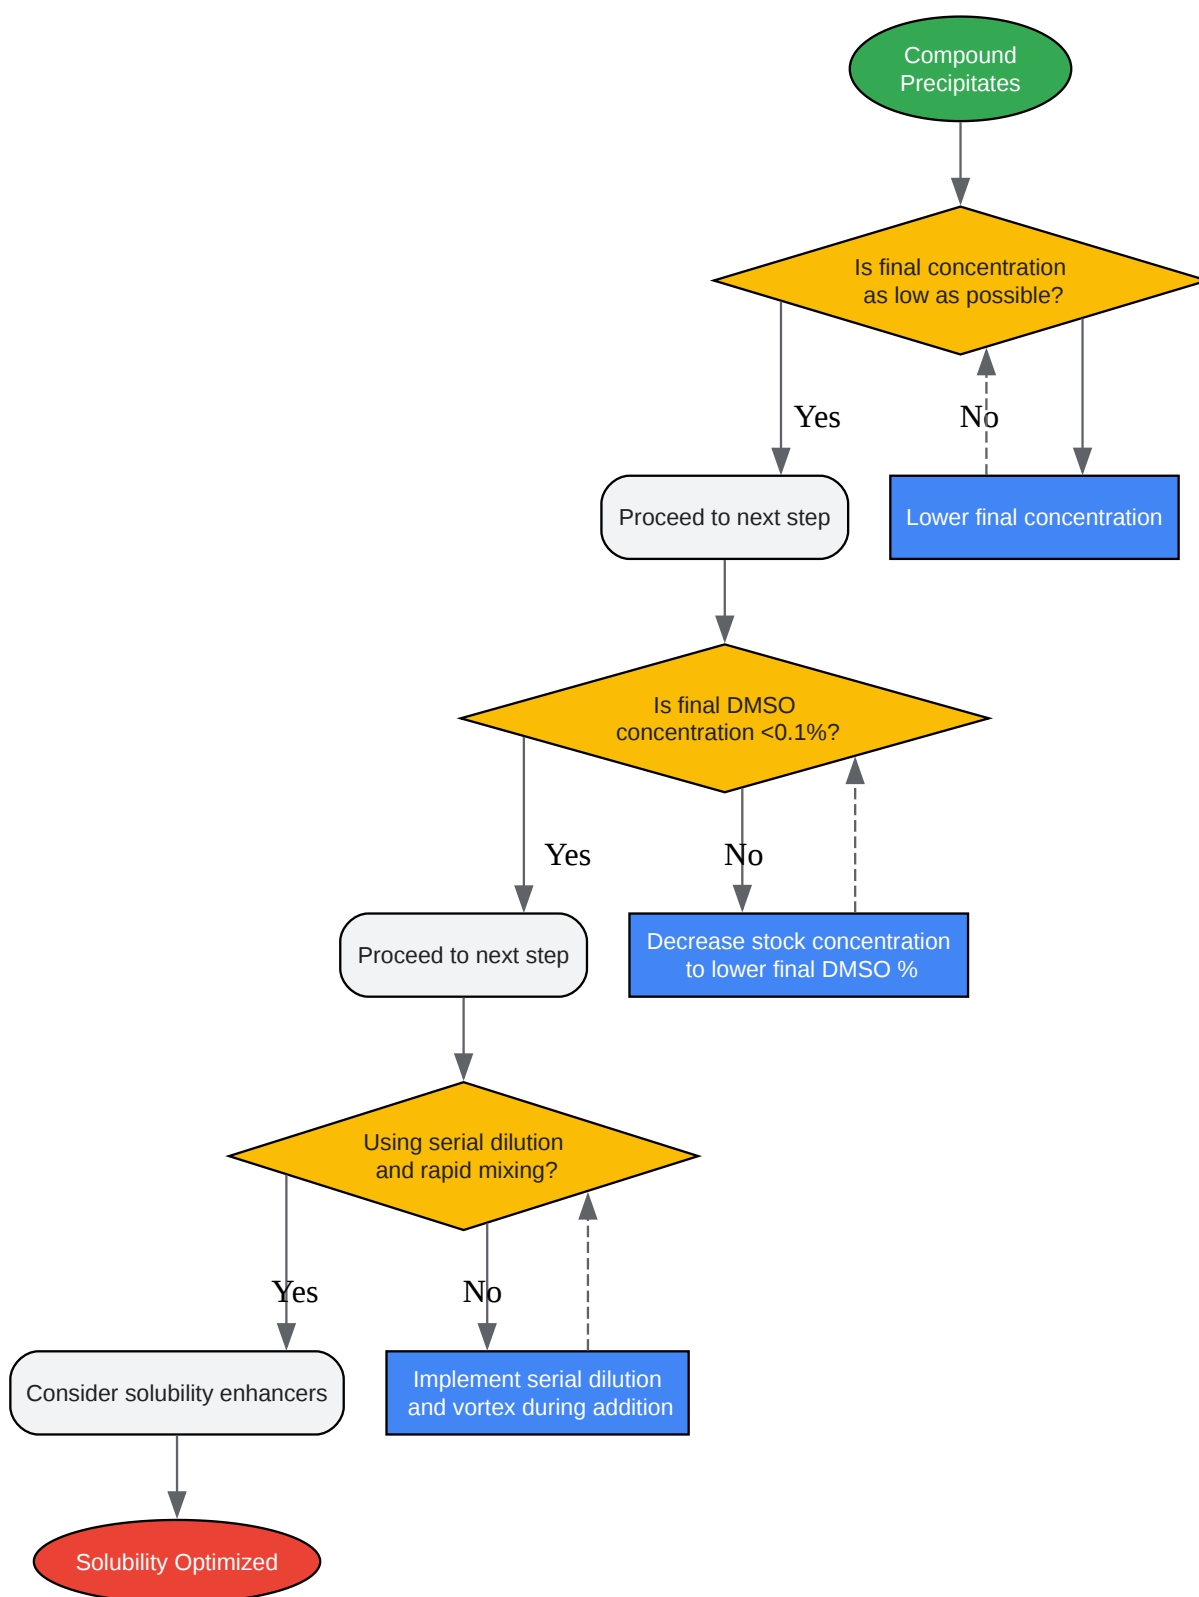 Compound
Precipitates
Is final concentration
as low as possible?
Yes
No
Proceed to next step
Lower final concentration
Is final DMSO
concentration <0.1%?
Yes
No
Proceed to next step
Decrease stock concentration
to lower final DMSO %
Using serial dilution
and rapid mixing?
Yes
No
Consider solubility enhancers
Implement serial dilution
and vortex during addition
Solubility Optimized